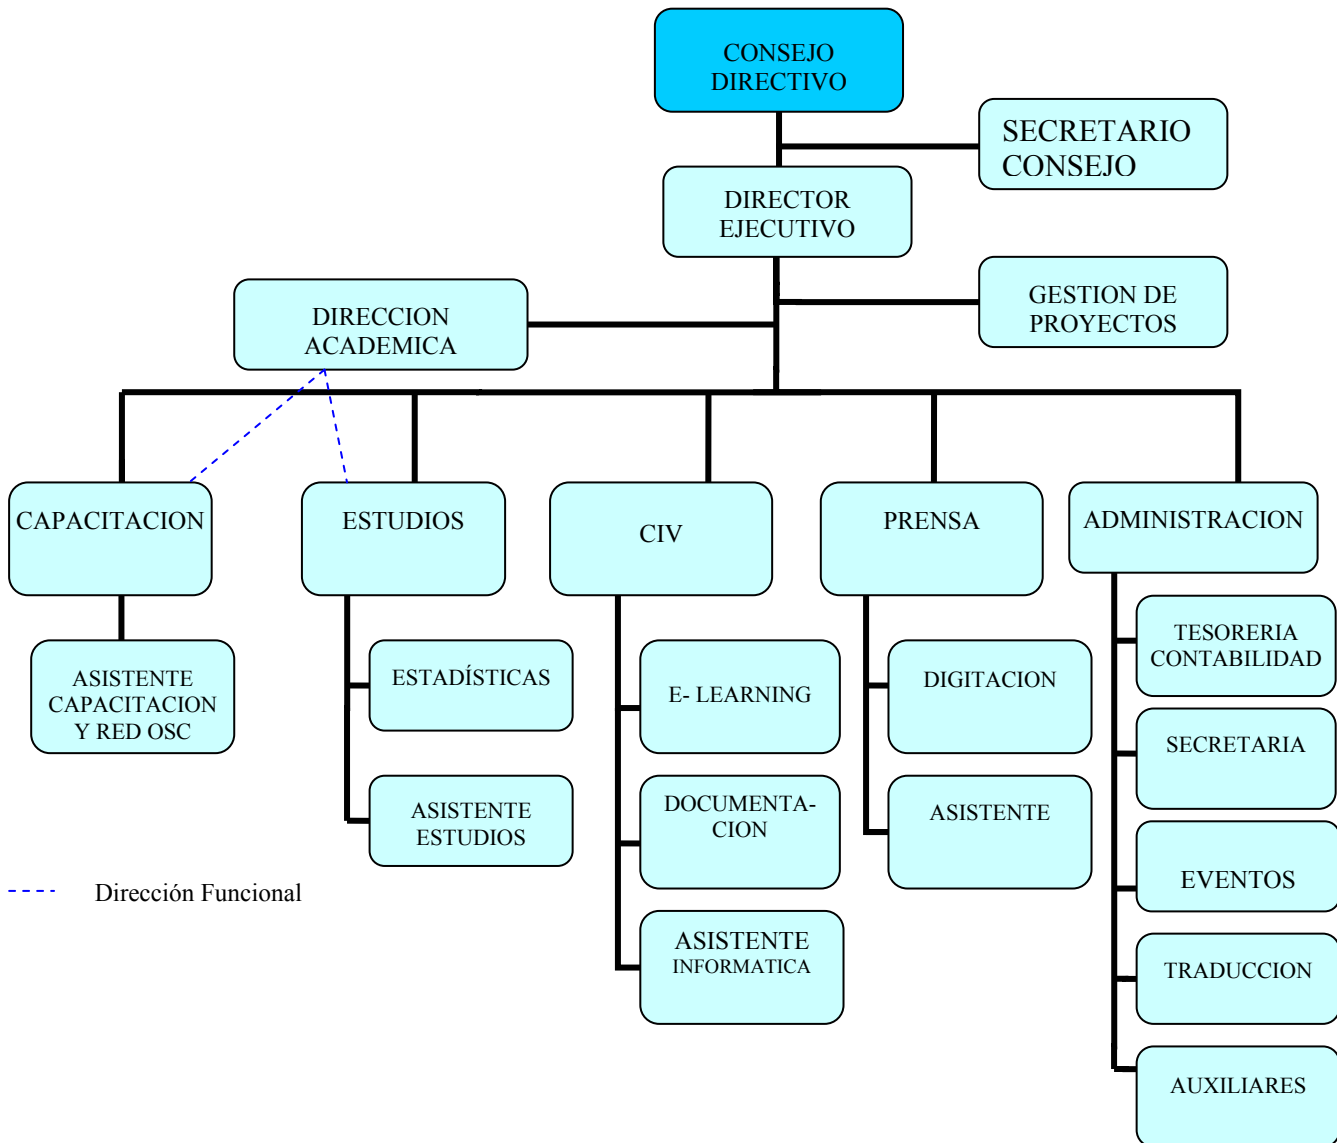 CONSEJO
DIRECTIVO
SECRETARIO
CONSEJO
DIRECTOR
EJECUTIVO
GESTION DE
PROYECTOS
DIRECCION
ACADEMICA
CAPACITACION
ESTUDIOS
CIV
PRENSA
ADMINISTRACION
ASISTENTE
CAPACITACION
Y RED OSC
ESTADÍSTICAS
ASISTENTE
ESTUDIOS
E- LEARNING
DOCUMENTA-
CION
ASISTENTE
INFORMATICA
DIGITACION
ASISTENTE
TESORERIA
CONTABILIDAD
SECRETARIA
EVENTOS
TRADUCCION
AUXILIARES
Dirección Funcional